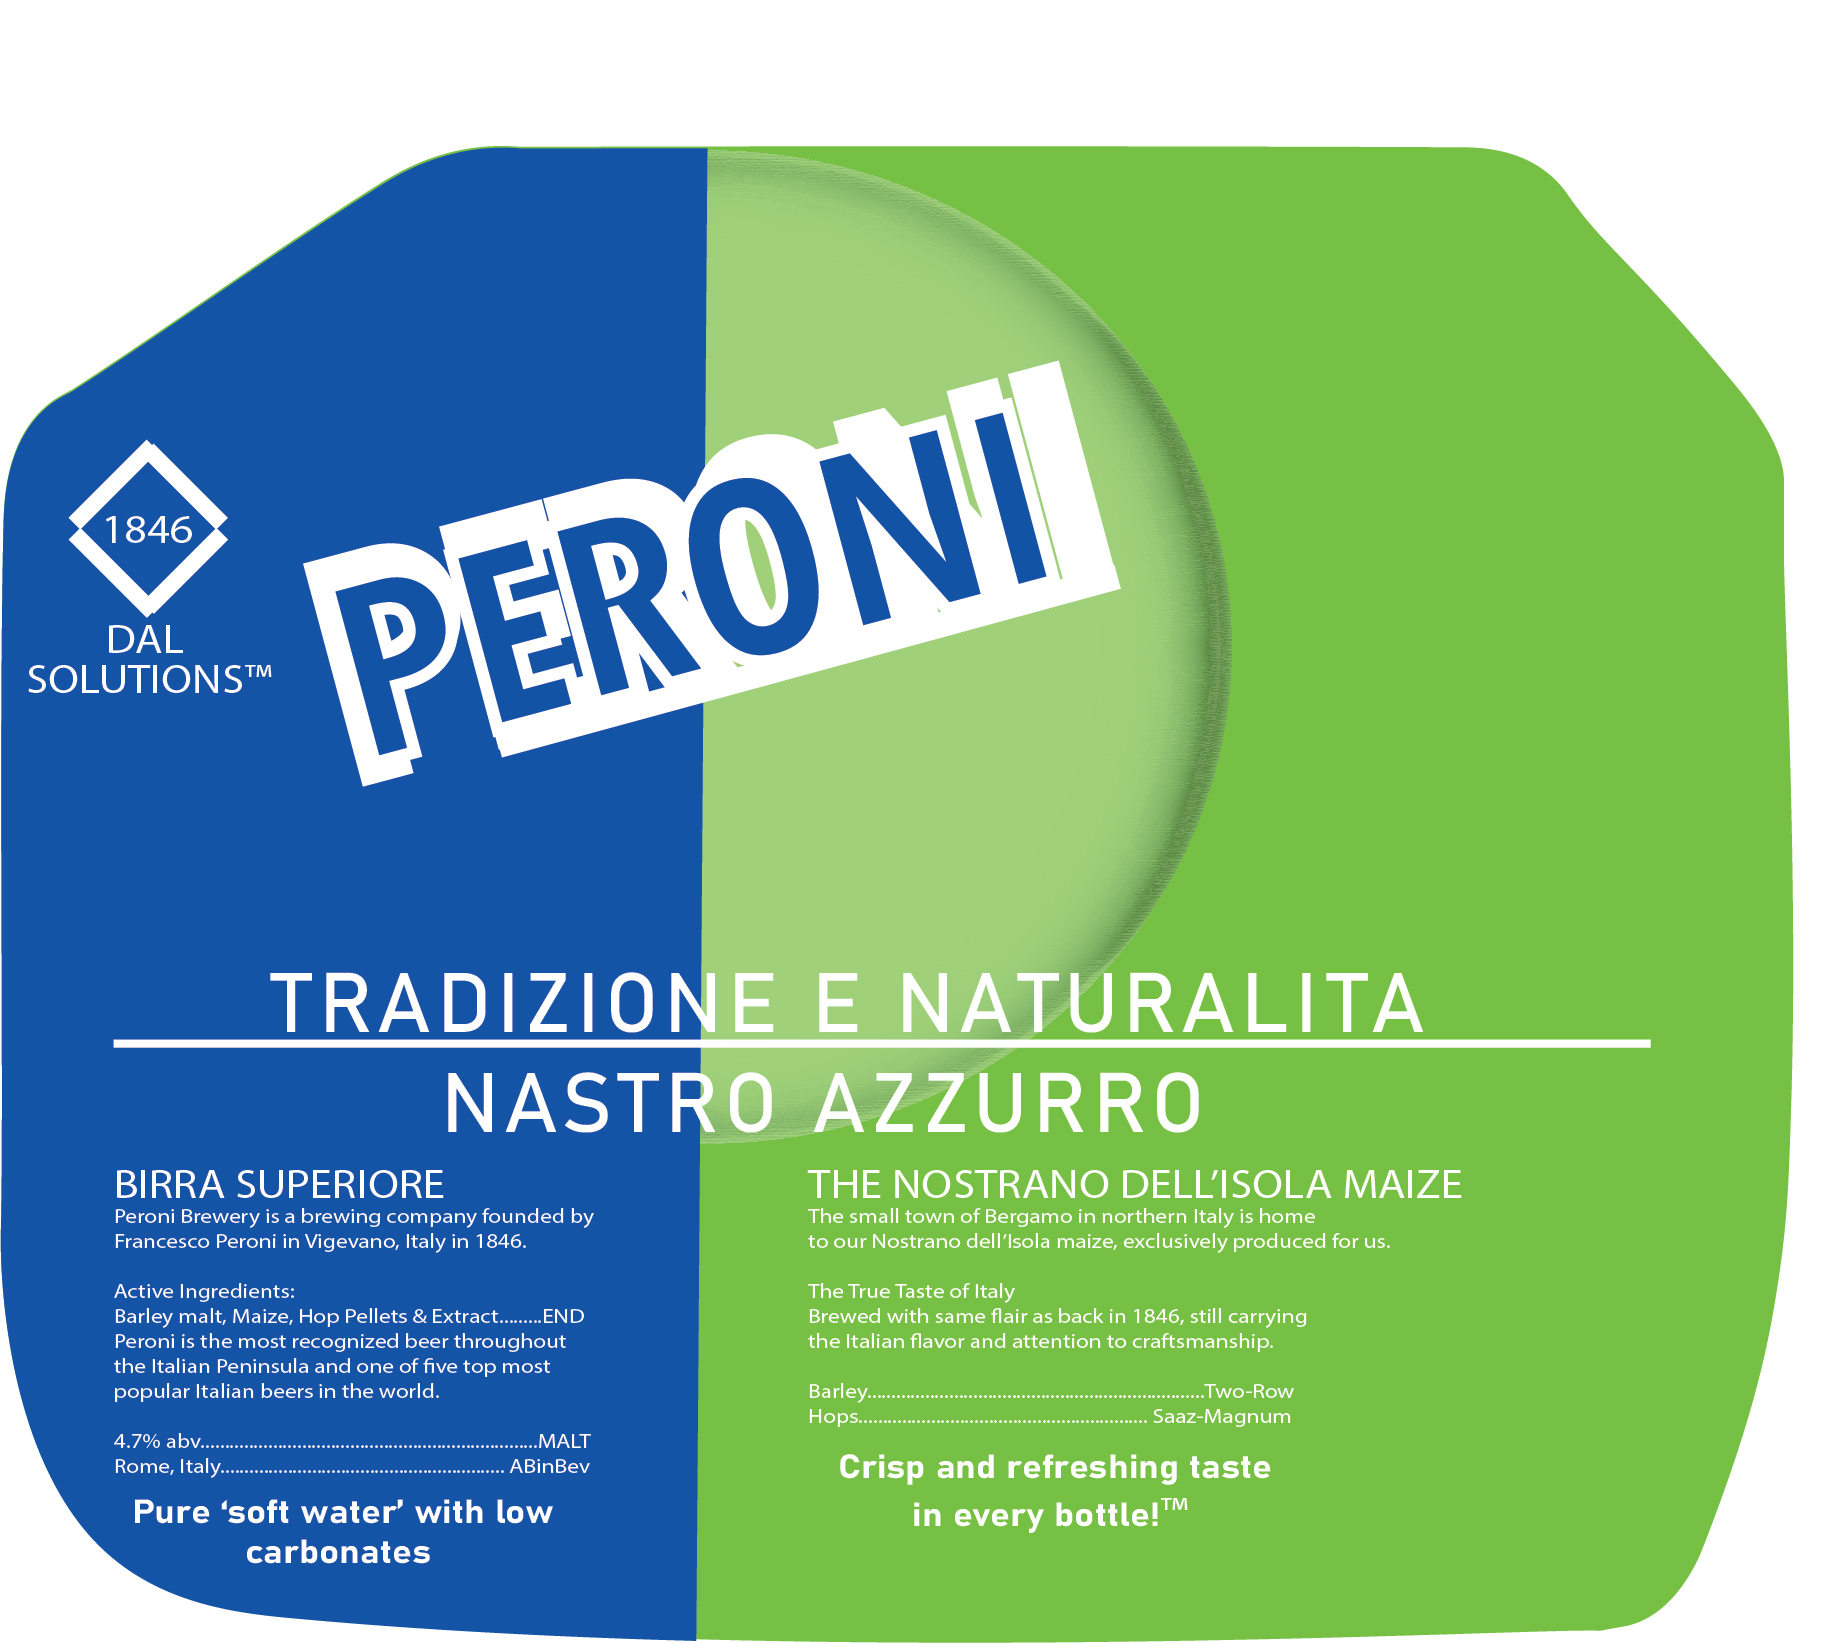 PERONI
1846
DAL
SOLUTIONS™
TRADIZIONE E NATURALITA
NASTRO AZZURRO
BIRRA SUPERIORE
Peroni Brewery is a brewing company founded by
Francesco Peroni in Vigevano, Italy in 1846.
Active Ingredients:
Barley malt, Maize, Hop Pellets & Extract.........END
Peroni is the most recognized beer throughout
the Italian Peninsula and one of five top most
popular Italian beers in the world.
4.7% abv......................................................................MALT
Rome, Italy........................................................... ABinBev
Pure ‘soft water’ with low
carbonates
THE NOSTRANO DELL’ISOLA MAIZE
The small town of Bergamo in northern Italy is home
to our Nostrano dell’Isola maize, exclusively produced for us.
The True Taste of Italy
Brewed with same flair as back in 1846, still carrying
the Italian flavor and attention to craftsmanship.
Barley......................................................................Two-Row
Hops............................................................ Saaz-Magnum
Crisp and refreshing taste
in every bottle!™